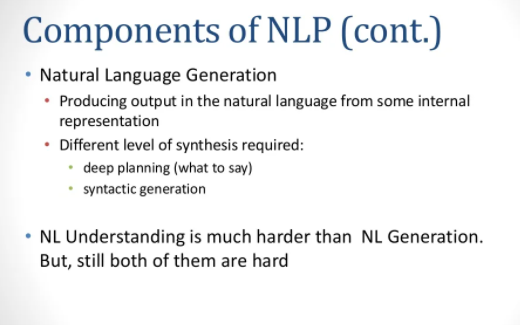 Components of NLP (cont.)
• Natural Language Generation
• Producing output in the natural language from some internal
representation
• Different level of synthesis required:
• deep planning (what to say)
• syntactic generation
• NL Understanding is much harder than NL Generation.
But, still both of them are hard